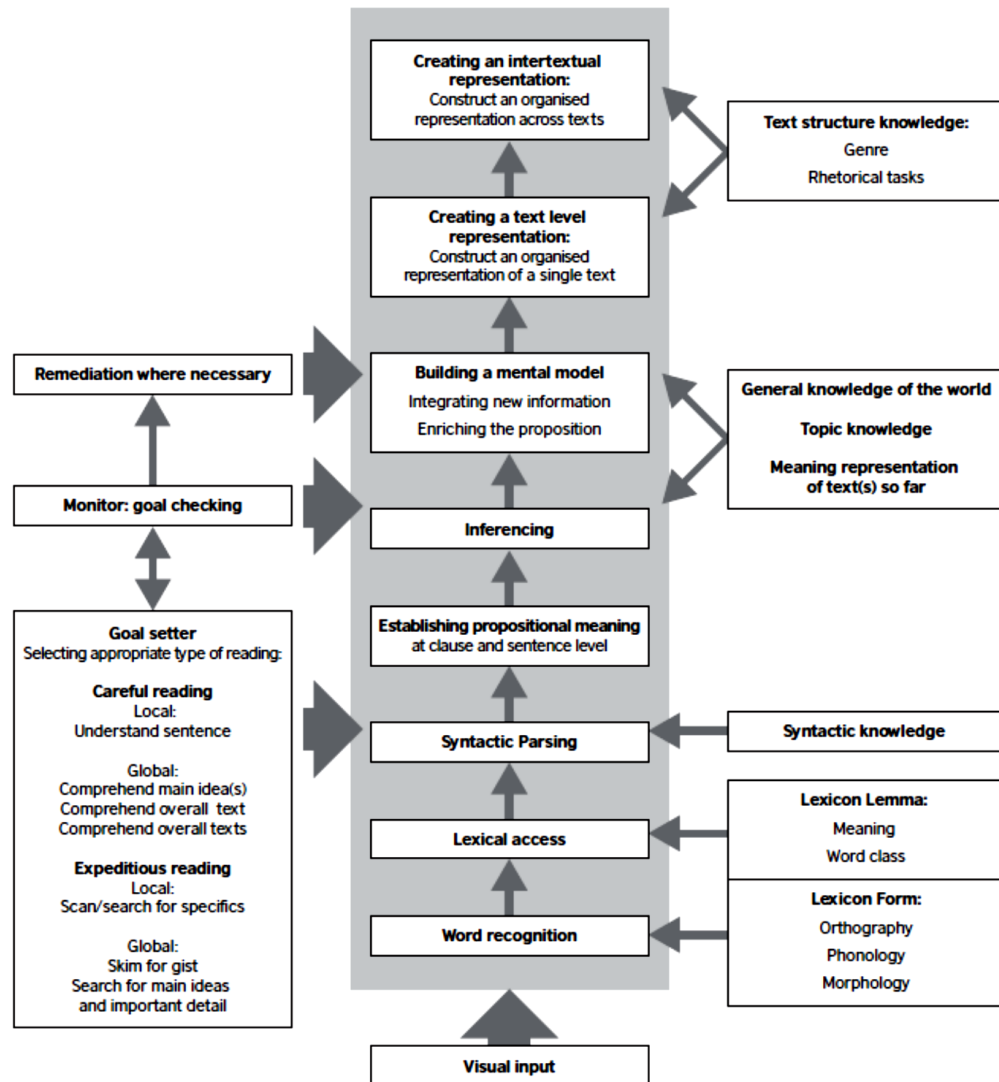 Creating an intertextual
representation:
Construct an organised
representation across texts
Text structure knowledge:
Genre
Rhetorical tasks
Creating a text level
representation:
Construct an organised
representation of a single text
Remediation where necessary
Building a mental model
Integrating new information
Enriching the proposition
General knowledge of the world
Topic knowledge
Meaning representation
of text(s) so far
Monitor: goal checking
Inferencing
Goal setter
Selecting appropriate type of reading:
Careful reading
Local:
Understand sentence
Global:
Comprehend main idea(s)
Comprehend overall text
Comprehend overall texts
Expeditious reading
Local:
Scan/search for specifics
Global:
Skim for gist
Search for main ideas
and important detail
Establishing propositional meaning
at clause and sentence level
Syntactic Parsing
Syntactic knowledge
Lexical access
Lexicon Lemma:
Meaning
Word class
Word recognition
Lexicon Form:
Orthography
Phonology
Morphology
Visual input